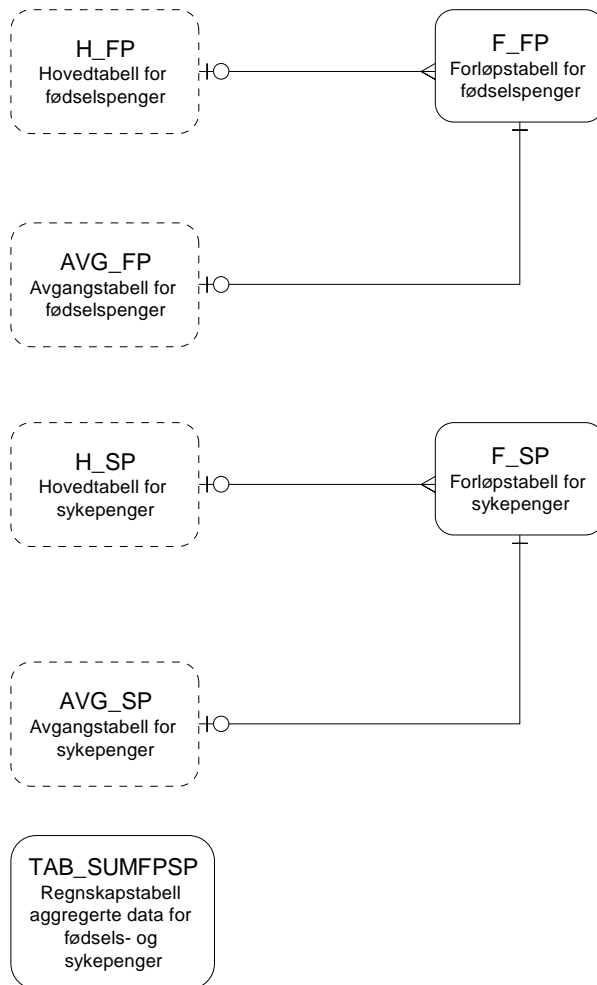 H_FP
Hovedtabell for
fødselspenger
F_FP
Forløpstabell for
fødselspenger
AVG_FP
Avgangstabell for
fødselspenger
H_SP
Hovedtabell for
sykepenger
F_SP
Forløpstabell for
sykepenger
AVG_SP
Avgangstabell for
sykepenger
TAB_SUMFPSP
Regnskapstabell
aggregerte data for
fødsels- og
sykepenger